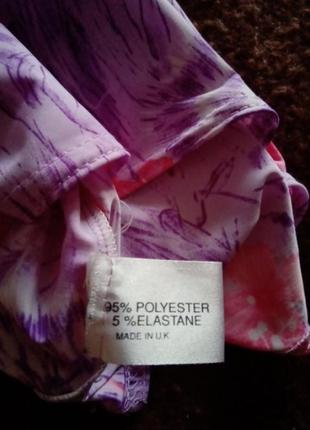 95% POLYESTER
5 %ELASTANE
MADE IN U.K